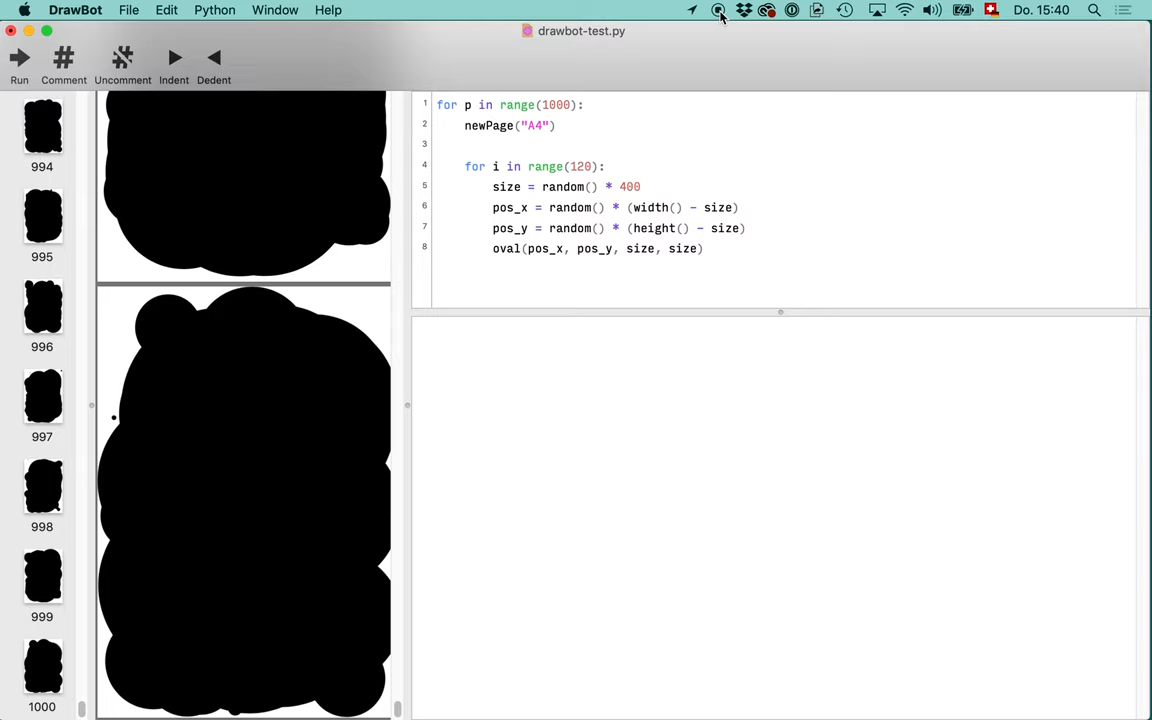 DrawBot File Edit Python Window Help Do. 15:40
drawbot-test.py
Run Comment Uncomment Indent Dedent
994
995
996
997
998
999
1000
1 for p in range(1000):
2 newPage("A4")
3
4 for i in range(120):
5 size = random() * 400
6 pos_x = random() * (width() - size)
7 pos_y = random() * (height() - size)
8 oval(pos_x, pos_y, size, size)